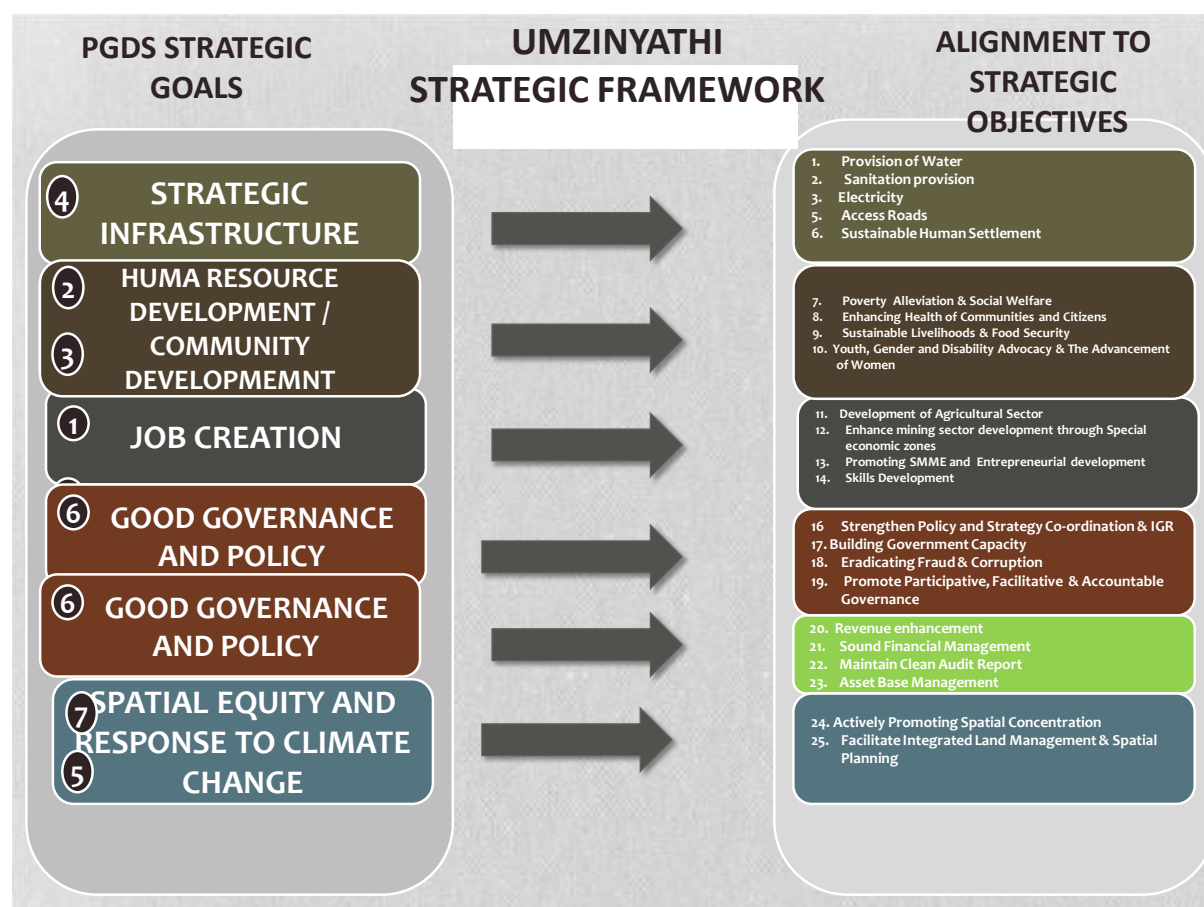 PGDS STRATEGIC
GOALS
UMZINYATHI
STRATEGIC FRAMEWORK
ALIGNMENT TO
STRATEGIC
OBJECTIVES
4
STRATEGIC
INFRASTRUCTURE
1. Provision of Water
2. Sanitation provision
3. Electricity
5. Access Roads
6. Sustainable Human Settlement
2
3
HUMA RESOURCE
DEVELOPMENT /
COMMUNITY
DEVELOPMEMNT
7. Poverty Alleviation & Social Welfare
8. Enhancing Health of Communities and Citizens
9. Sustainable Livelihoods & Food Security
10. Youth, Gender and Disability Advocacy & The Advancement
of Women
1
JOB CREATION
11. Development of Agricultural Sector
12. Enhance mining sector development through Special
economic zones
13. Promoting SMME and Entrepreneurial development
14. Skills Development
6
GOOD GOVERNANCE
AND POLICY
16 Strengthen Policy and Strategy Co-ordination & IGR
17. Building Government Capacity
18. Eradicating Fraud & Corruption
19. Promote Participative, Facilitative & Accountable
Governance
6
GOOD GOVERNANCE
AND POLICY
20. Revenue enhancement
21. Sound Financial Management
22. Maintain Clean Audit Report
23. Asset Base Management
7
5
SPATIAL EQUITY AND
RESPONSE TO CLIMATE
CHANGE
24. Actively Promoting Spatial Concentration
25. Facilitate Integrated Land Management & Spatial
Planning